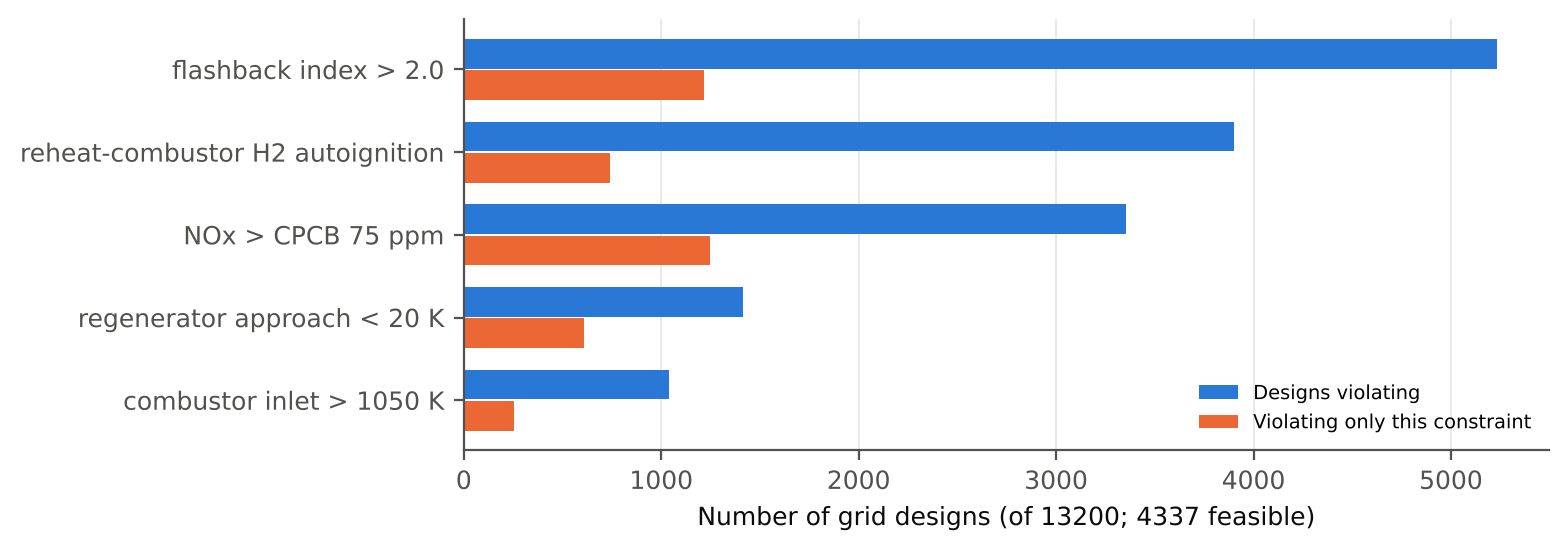 flashback index > 2.0
reheat-combustor H2 autoignition
NOx > CPCB 75 ppm
regenerator approach < 20 K
combustor inlet > 1050 K
Designs violating
Violating only this constraint
0 1000 2000 3000 4000 5000
Number of grid designs (of 13200; 4337 feasible)